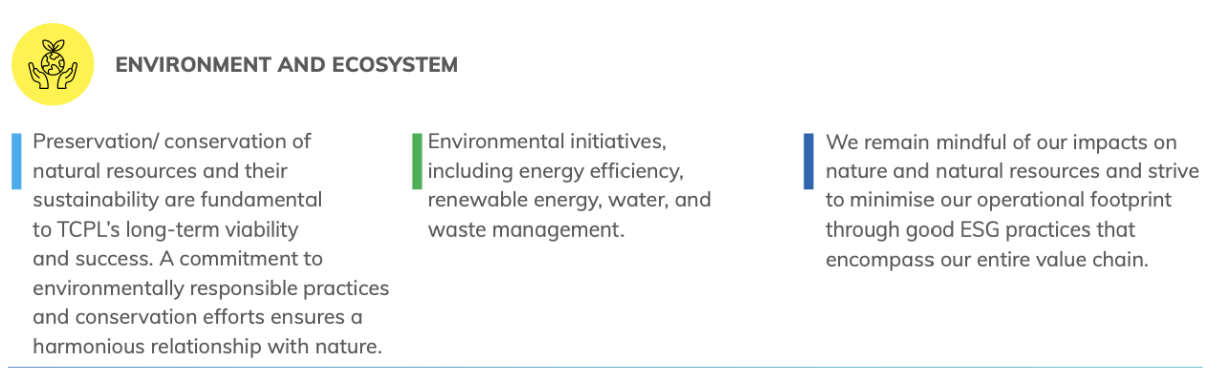 ENVIRONMENT AND ECOSYSTEM
Preservation/ conservation of
natural resources and their
sustainability are fundamental
to TCPL’s long-term viability
and success. A commitment to
environmentally responsible practices
and conservation efforts ensures a
harmonious relationship with nature.
Environmental initiatives,
including energy efficiency,
renewable energy, water, and
waste management.
We remain mindful of our impacts on
nature and natural resources and strive
to minimise our operational footprint
through good ESG practices that
encompass our entire value chain.